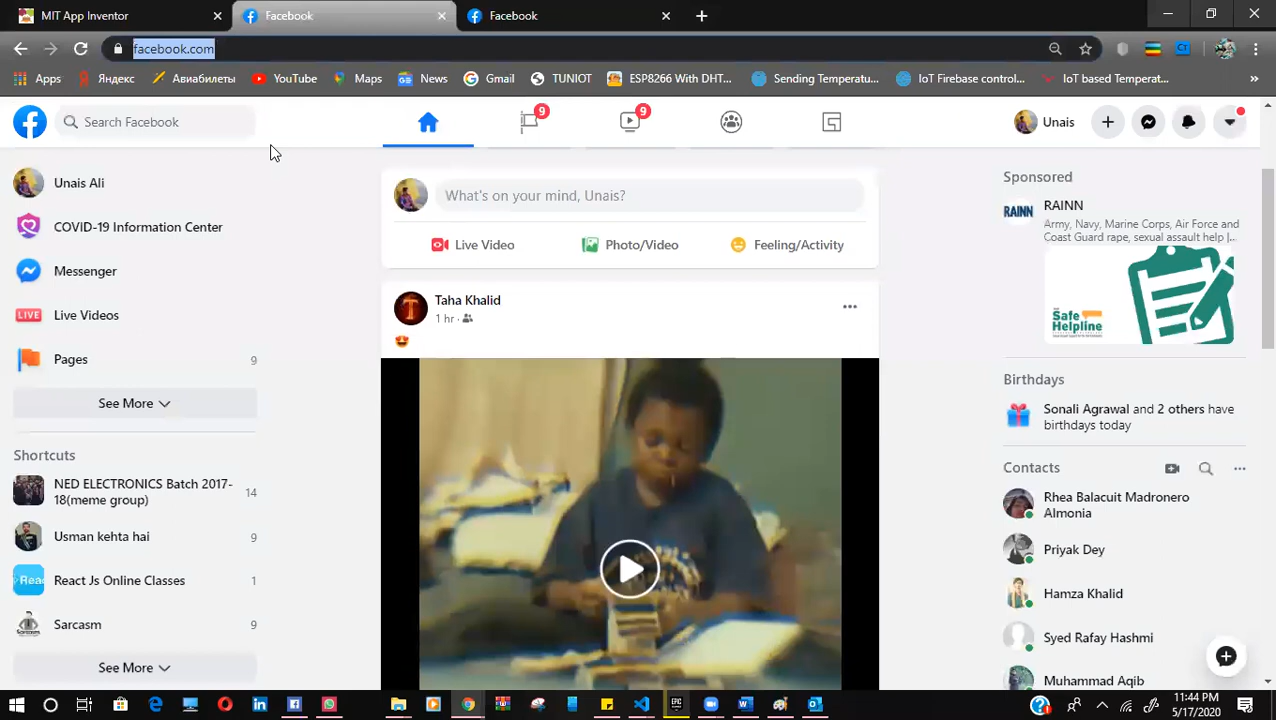 MIT App Inventor
Facebook
Facebook
facebook.com
Apps
Яндекс
Авиабилеты
YouTube
Maps
News
Gmail
TUNIOT
ESP8266 With DHT...
Sending Temperatu...
IoT Firebase control...
IoT based Temperat...
Search Facebook
9
9
Unais
Unais Ali
COVID-19 Information Center
Messenger
LIVE Live Videos
Pages 9
See More
Shortcuts
NED ELECTRONICS Batch 2017-
18(meme group)
14
Usman kehta hai 9
React Js Online Classes 1
Sarcasm 9
See More
What's on your mind, Unais?
Live Video
Photo/Video
Feeling/Activity
Taha Khalid
1 hr ·
Sponsored
RAINN
RAINN
Army, Navy, Marine Corps, Air Force and
Coast Guard rape, sexual assault help |...
Safe
Helpline
Birthdays
Sonali Agrawal and 2 others have
birthdays today
Contacts
Rhea Balacuit Madronero
Almonia
Priyak Dey
Hamza Khalid
Syed Rafay Hashmi
Muhammad Aqib
11:44 PM
5/17/2020